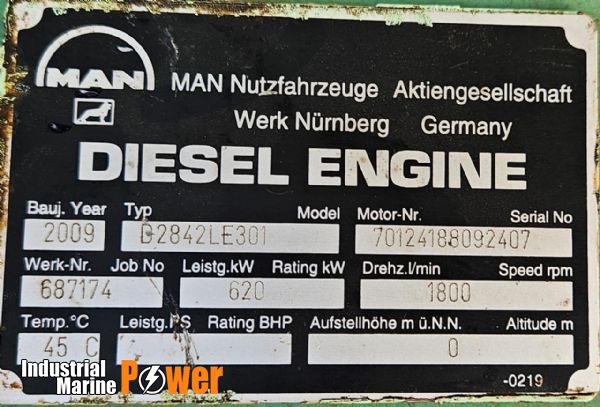 MAN
MAN Nutzfahrzeuge Aktiengesellschaft
Werk Nürnberg Germany
DIESEL ENGINE
Bauj. Year Typ Model Motor-Nr. Serial No
2009 D2842LE301 70124188092407
Werk-Nr. Job No Leistg.kW Rating kW Drehz.l/min Speed rpm
687174 620 1800
Temp.°C Leistg.PS Rating BHP Aufstellhöhe m ü.N.N. Altitude m
45 C 0
-0219
Industrial
Marine Power